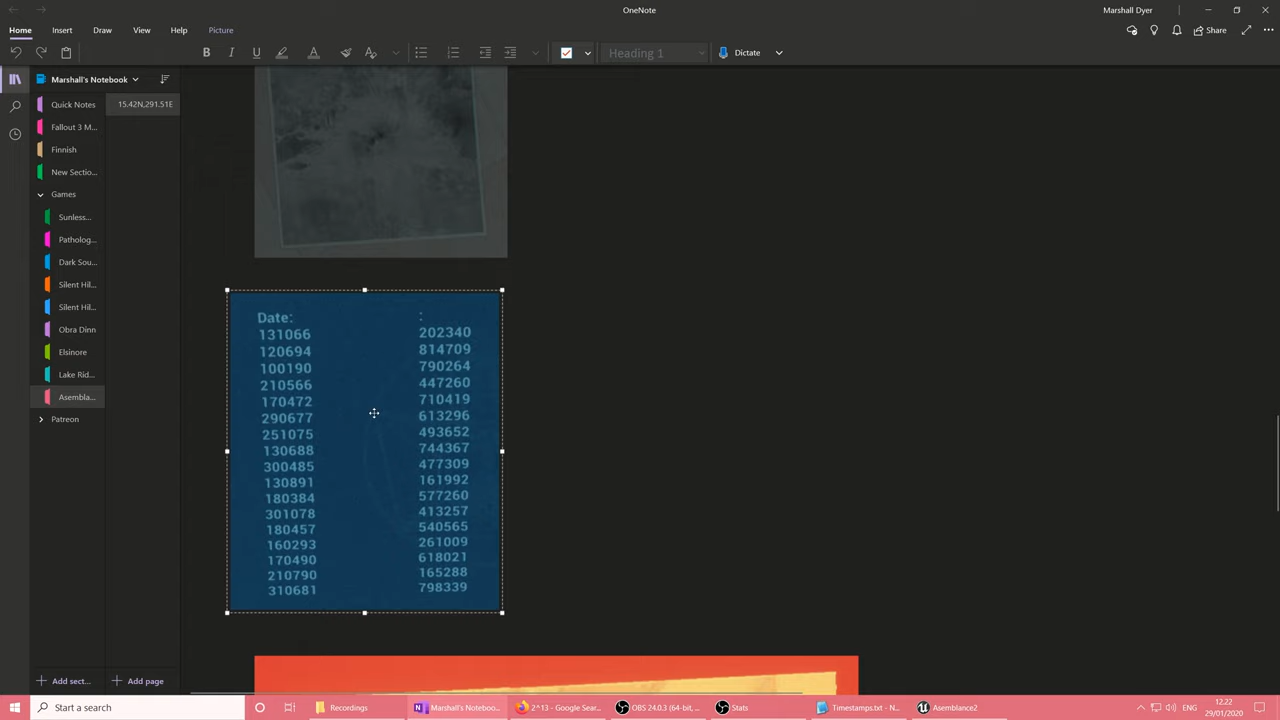 OneNote
Marshall Dyer
Home
Insert
Draw
View
Help
Picture
Share
B
I
U
Heading 1
Dictate
Marshall's Notebook
Quick Notes
15.42N,291.51E
Fallout 3 M...
Finnish
New Sectio...
Games
Sunless...
Patholog...
Dark Sou...
Silent Hil...
Silent Hil...
Obra Dinn
Elsinore
Lake Rid...
Asembla...
Patreon
Date: :
131066 202340
120694 814709
100190 790264
210566 447260
170472 710419
290677 613296
251075 493652
130688 744367
300485 477309
130891 161992
180384 577260
301078 413257
180457 540565
160293 261009
170490 618021
210790 165288
310681 798339
Add sect...
Add page
Start a search
Recordings
Marshall's Noteboo...
2^13 - Google Sear...
OBS 24.0.3 (64-bit, ...
Stats
Timestamps.txt - N...
Asemblance2
ENG
12.22
29/01/2020